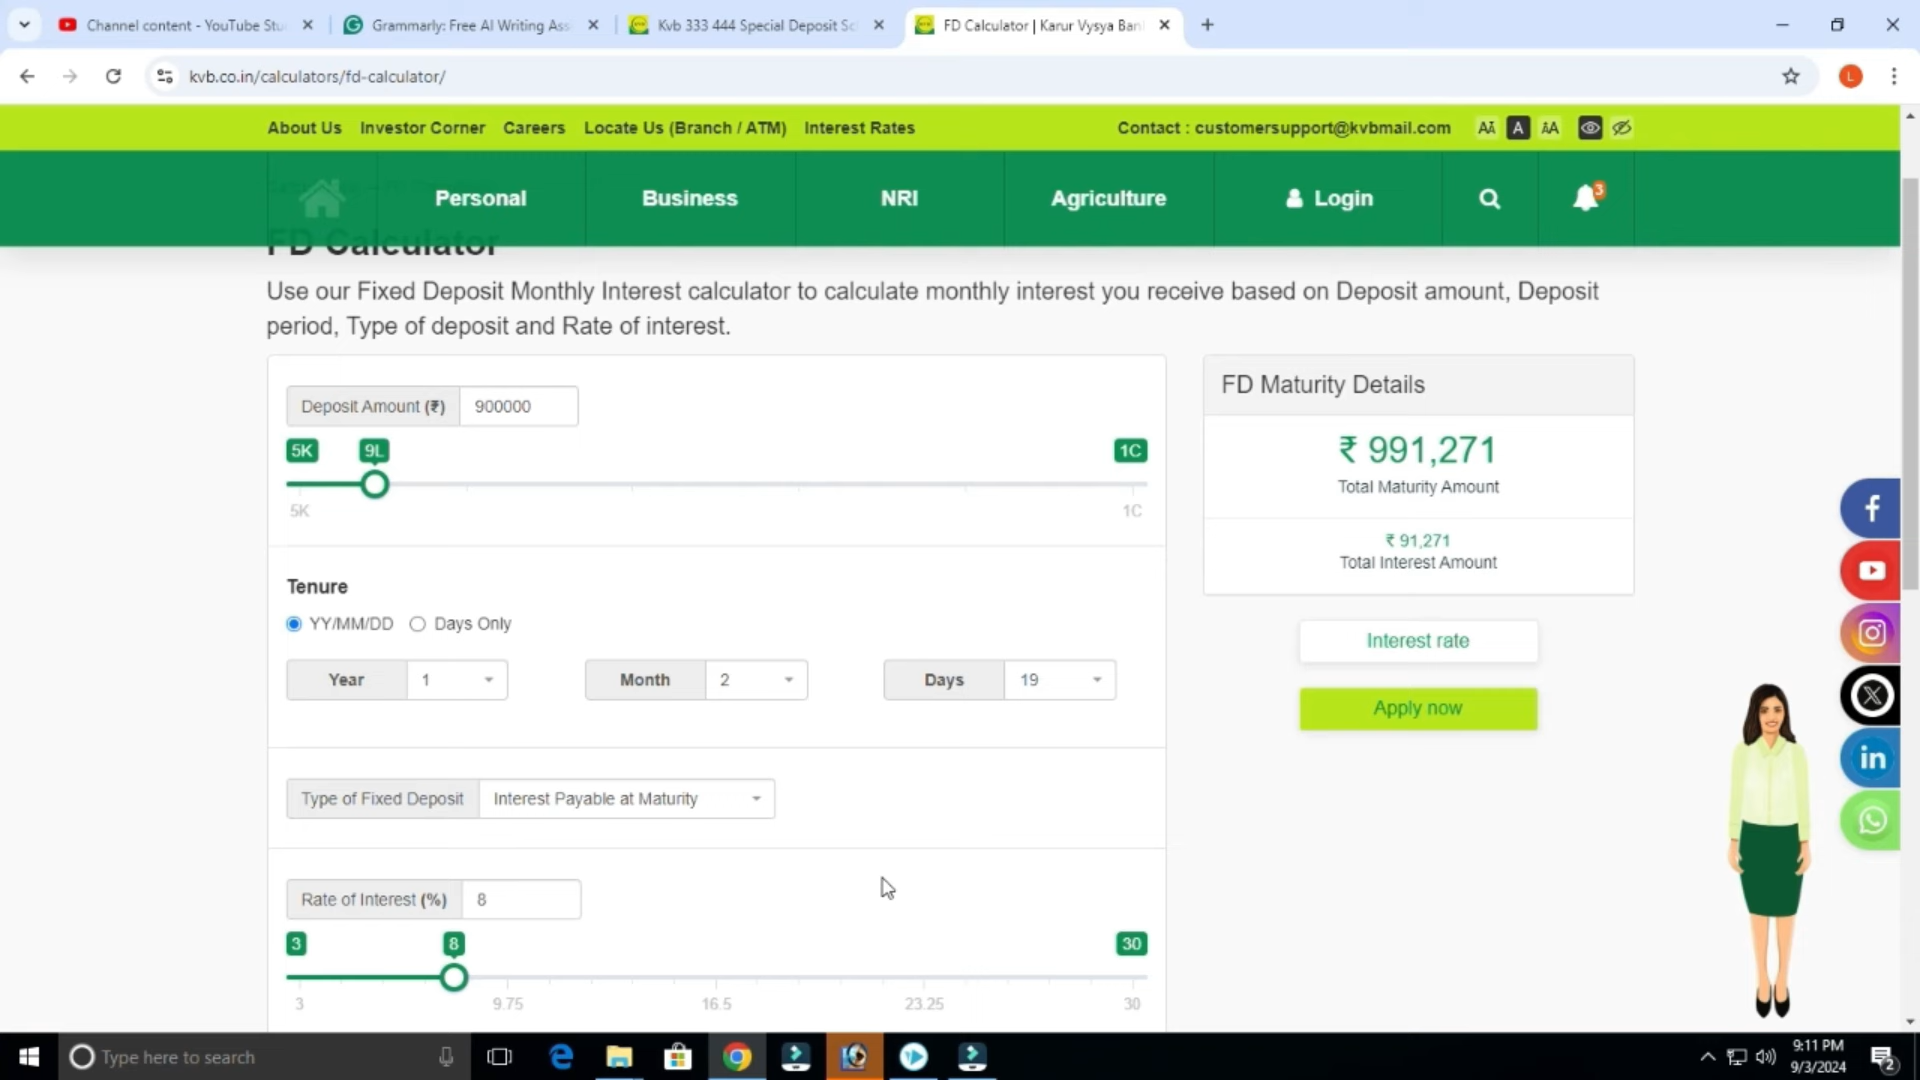 Channel content - YouTube Stu
Grammarly: Free AI Writing Ass
Kvb 333 444 Special Deposit Sc
FD Calculator | Karur Vysya Ban
kvb.co.in/calculators/fd-calculator/
L
About Us Investor Corner Careers Locate Us (Branch / ATM) Interest Rates
Contact : customersupport@kvbmail.com
A
Personal
Business
NRI
Agriculture
Login
3
FD Calculator
Use our Fixed Deposit Monthly Interest calculator to calculate monthly interest you receive based on Deposit amount, Deposit
period, Type of deposit and Rate of interest.
Deposit Amount (₹) 900000
5K 9L 1C
5K 1C
Tenure
YY/MM/DD Days Only
Year 1 Month 2 Days 19
Type of Fixed Deposit Interest Payable at Maturity
Rate of Interest (%) 8
3 8 30
3 9.75 16.5 23.25 30
FD Maturity Details
₹ 991,271
Total Maturity Amount
₹ 91,271
Total Interest Amount
Interest rate
Apply now
Type here to search
9:11 PM
9/3/2024
2